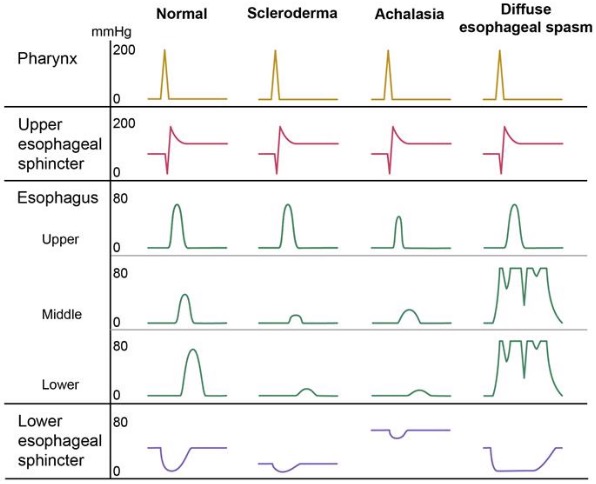 Normal
Scleroderma
Achalasia
Diffuse
esophageal spasm
mmHg
Pharynx
200
0
Upper
esophageal
sphincter
200
0
Esophagus
80
Upper
0
80
Middle
0
80
Lower
0
Lower
esophageal
sphincter
80
0